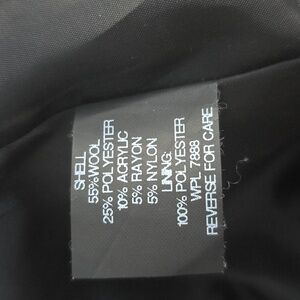 SHELL
55%WOOL
25% POLYESTER
10% ACRYLIC
5% RAYON
5% NYLON
LINING:
100% POLYESTER
WPL 7888
REVERSE FOR CARE